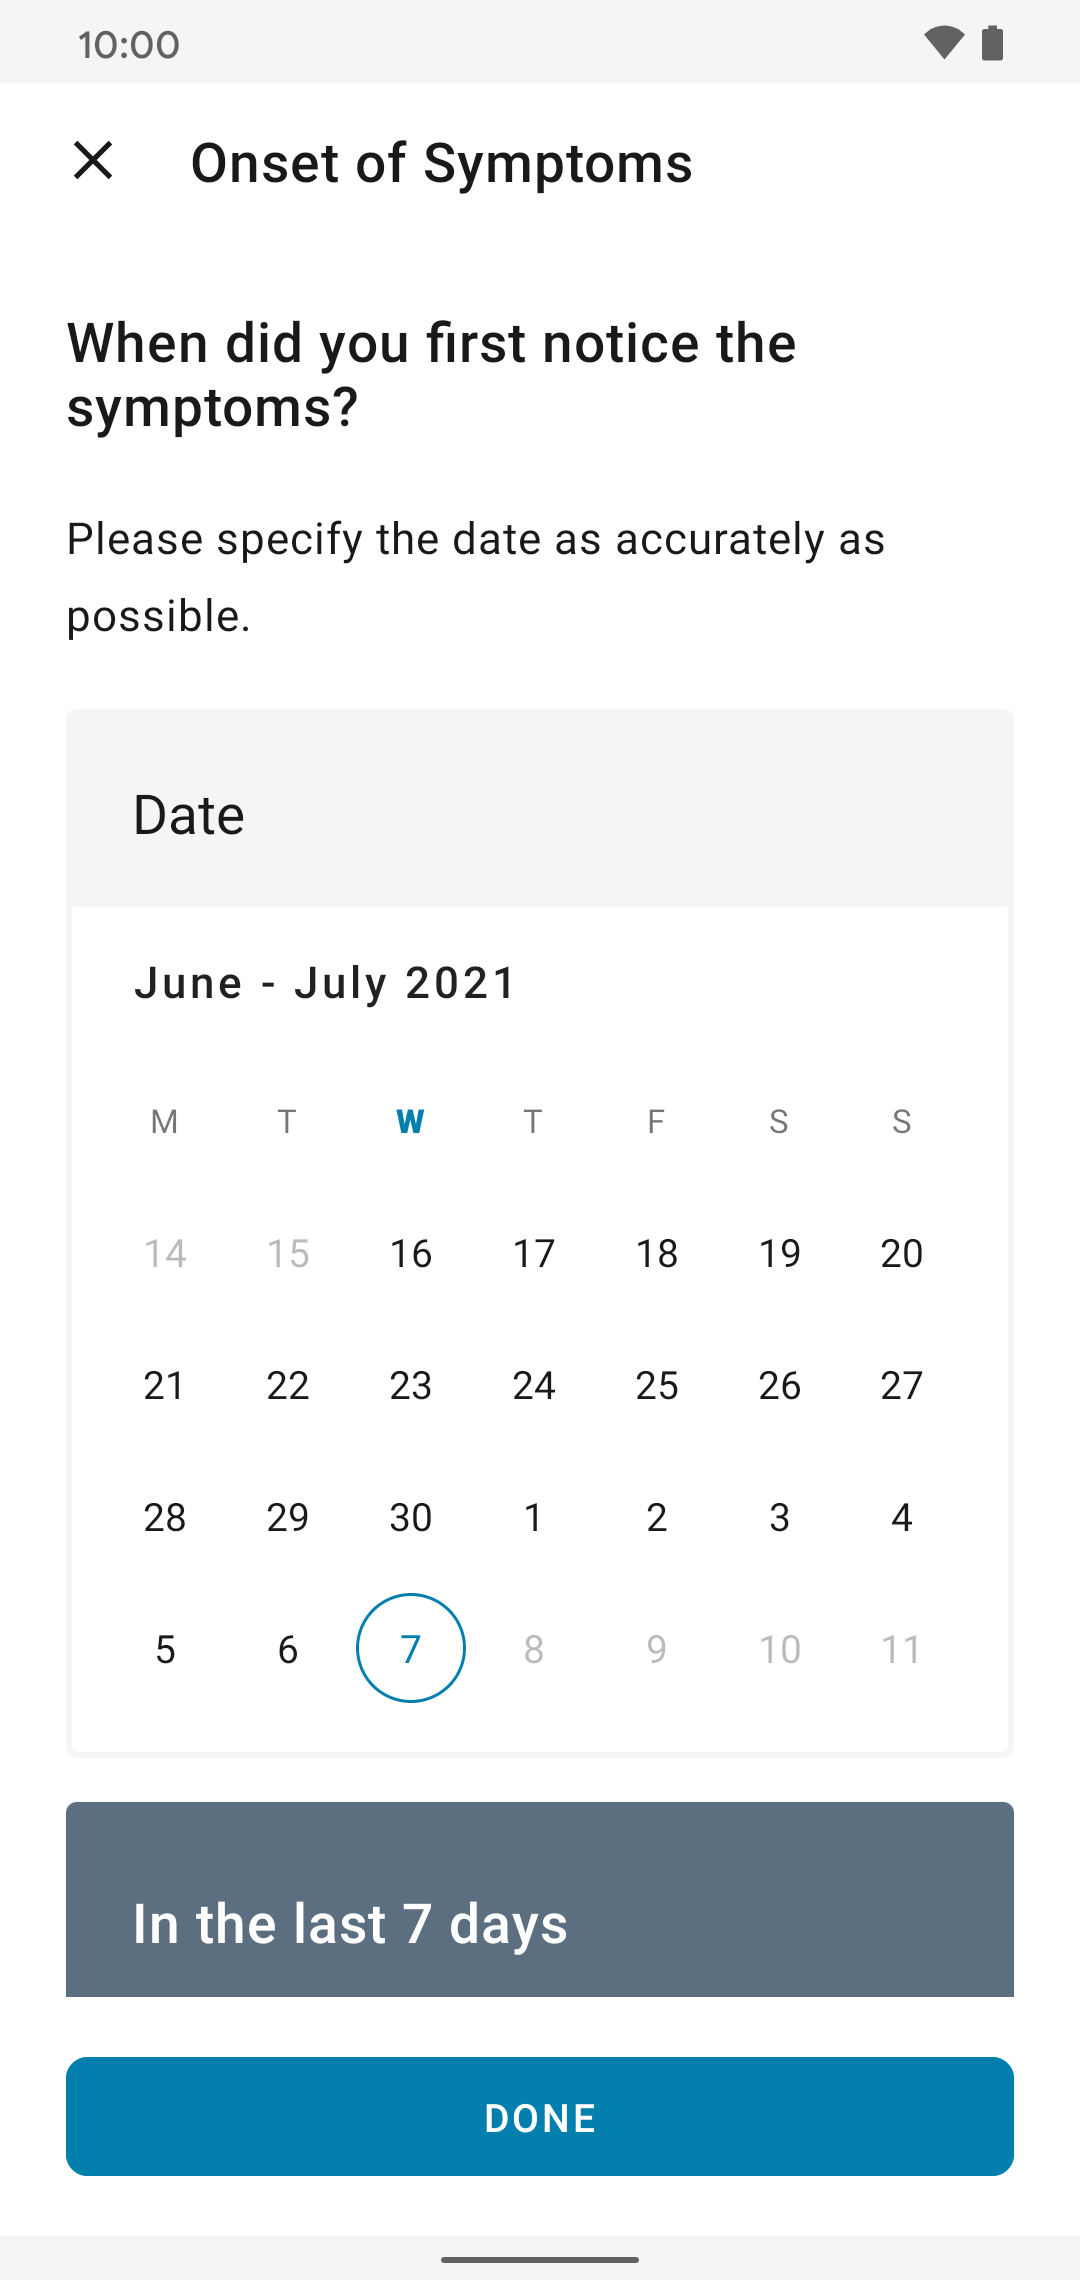 10:00
Onset of Symptoms
When did you first notice the
symptoms?
Please specify the date as accurately as
possible.
Date
June - July 2021
M T W T F S S
14 15 16 17 18 19 20
21 22 23 24 25 26 27
28 29 30 1 2 3 4
5 6 7 8 9 10 11
In the last 7 days
DONE